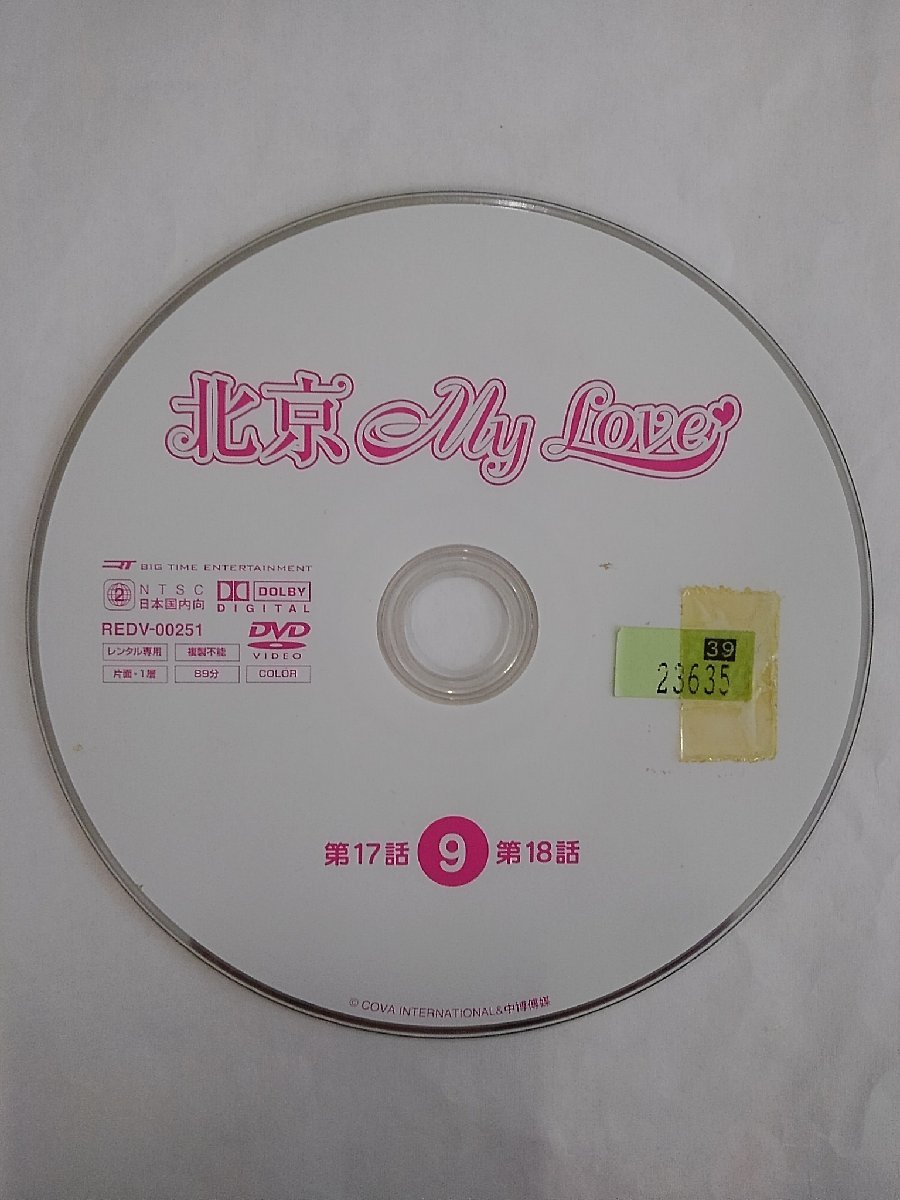 北京 My Love
BIG TIME ENTERTAINMENT
2 NTSC 日本国内向 DOLBY DIGITAL
REDV-00251 DVD VIDEO
レンタル専用 複製不能
片面・1層 89分 COLOR
39
23635
第17話 9 第18話
© COVA INTERNATIONAL&中博傳媒